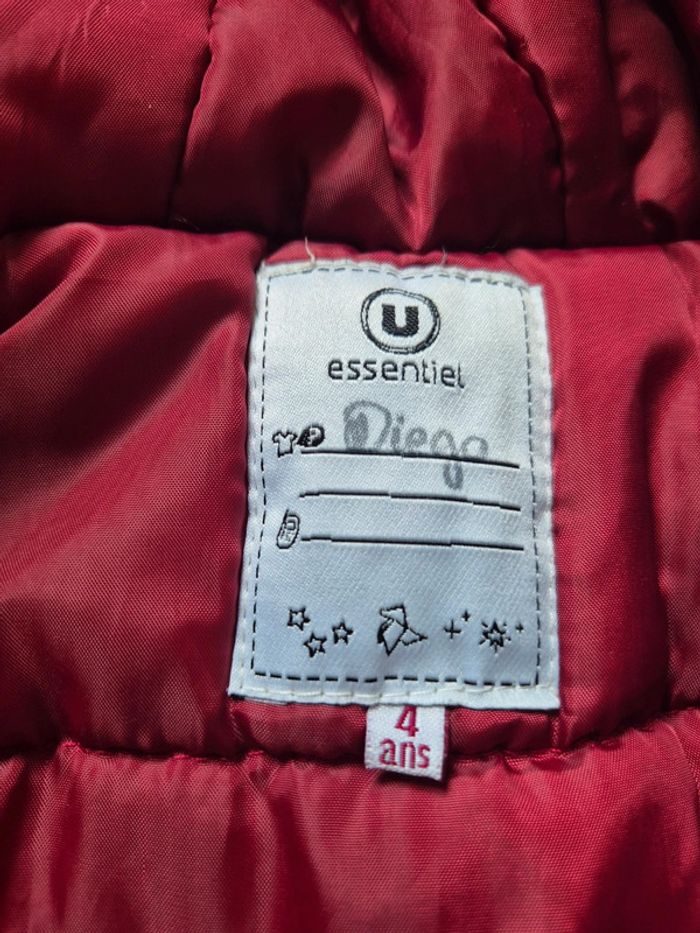 U
essentiel
Diego
4
ans